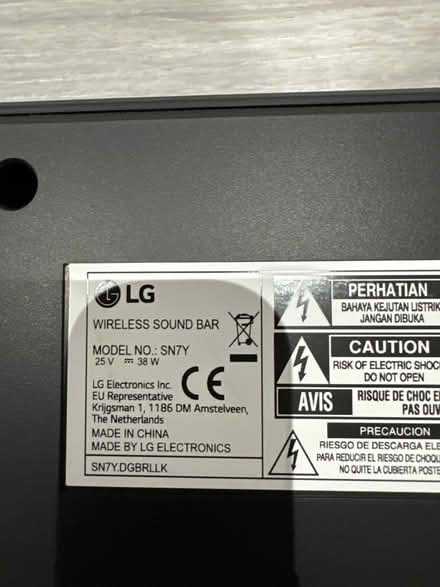 LG
WIRELESS SOUND BAR
MODEL NO.: SN7Y
25 V ⎓ 38 W
CE
LG Electronics Inc.
EU Representative
Krijgsman 1, 1186 DM Amstelveen,
The Netherlands
MADE IN CHINA
MADE BY LG ELECTRONICS
SN7Y.DGBRLLK
PERHATIAN
BAHAYA KEJUTAN LISTRIK
JANGAN DIBUKA
CAUTION
RISK OF ELECTRIC SHOC
DO NOT OPEN
AVIS
RISQUE DE CHOC E
PAS OUV
PRECAUCION
RIESGO DE DESCARGA ELE
PARA REDUCIR EL RIESGO DE CHOQU
NO QUITE LA CUBIERTA POSTE